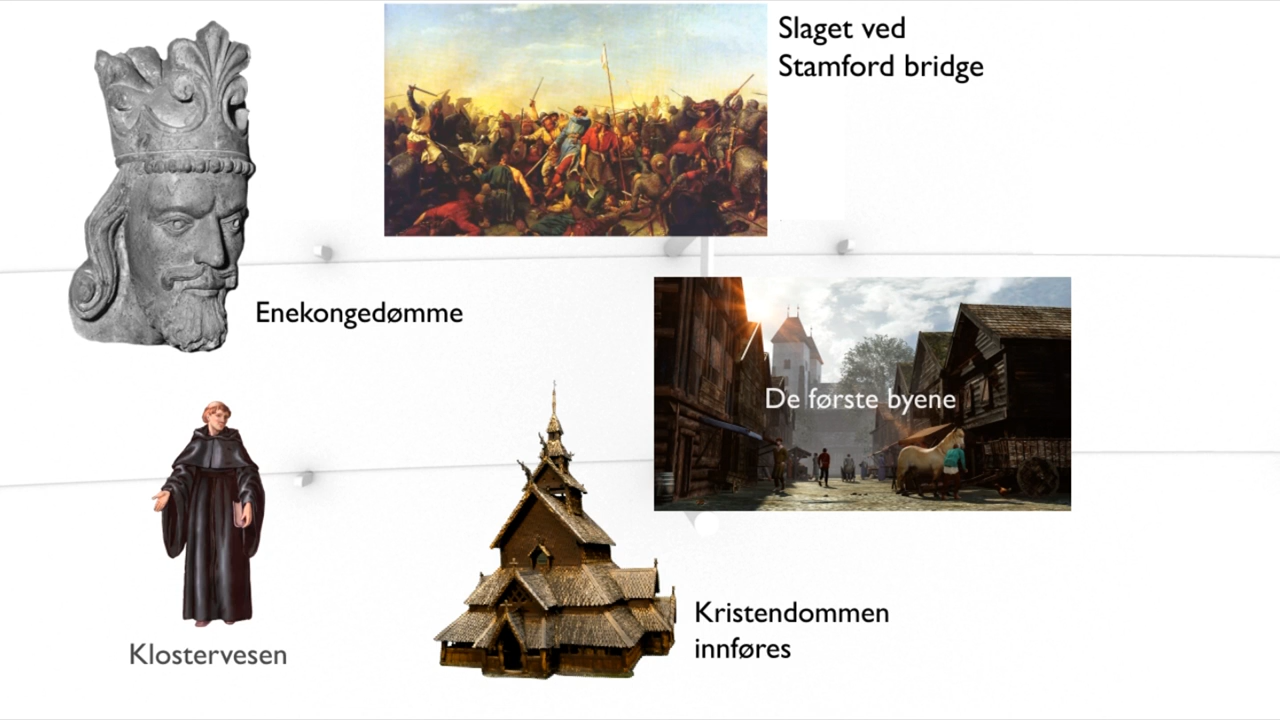 Slaget ved
Stamford bridge
Enekongedømme
De første byene
Kristendommen
innføres
Klostervesen